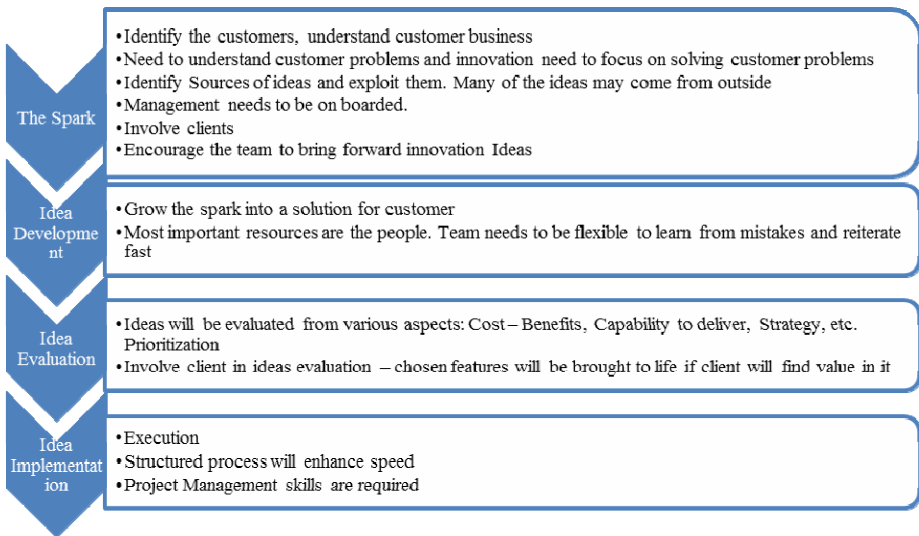 The Spark
•Identify the customers, understand customer business
•Need to understand customer problems and innovation need to focus on solving customer problems
•Identify Sources of ideas and exploit them. Many of the ideas may come from outside
•Management needs to be on boarded.
•Involve clients
•Encourage the team to bring forward innovation Ideas
Idea
Developme
nt
•Grow the spark into a solution for customer
•Most important resources are the people. Team needs to be flexible to learn from mistakes and reiterate
fast
Idea
Evaluation
•Ideas will be evaluated from various aspects: Cost – Benefits, Capability to deliver, Strategy, etc.
Prioritization
•Involve client in ideas evaluation – chosen features will be brought to life if client will find value in it
Idea
Implementat
ion
•Execution
•Structured process will enhance speed
•Project Management skills are required